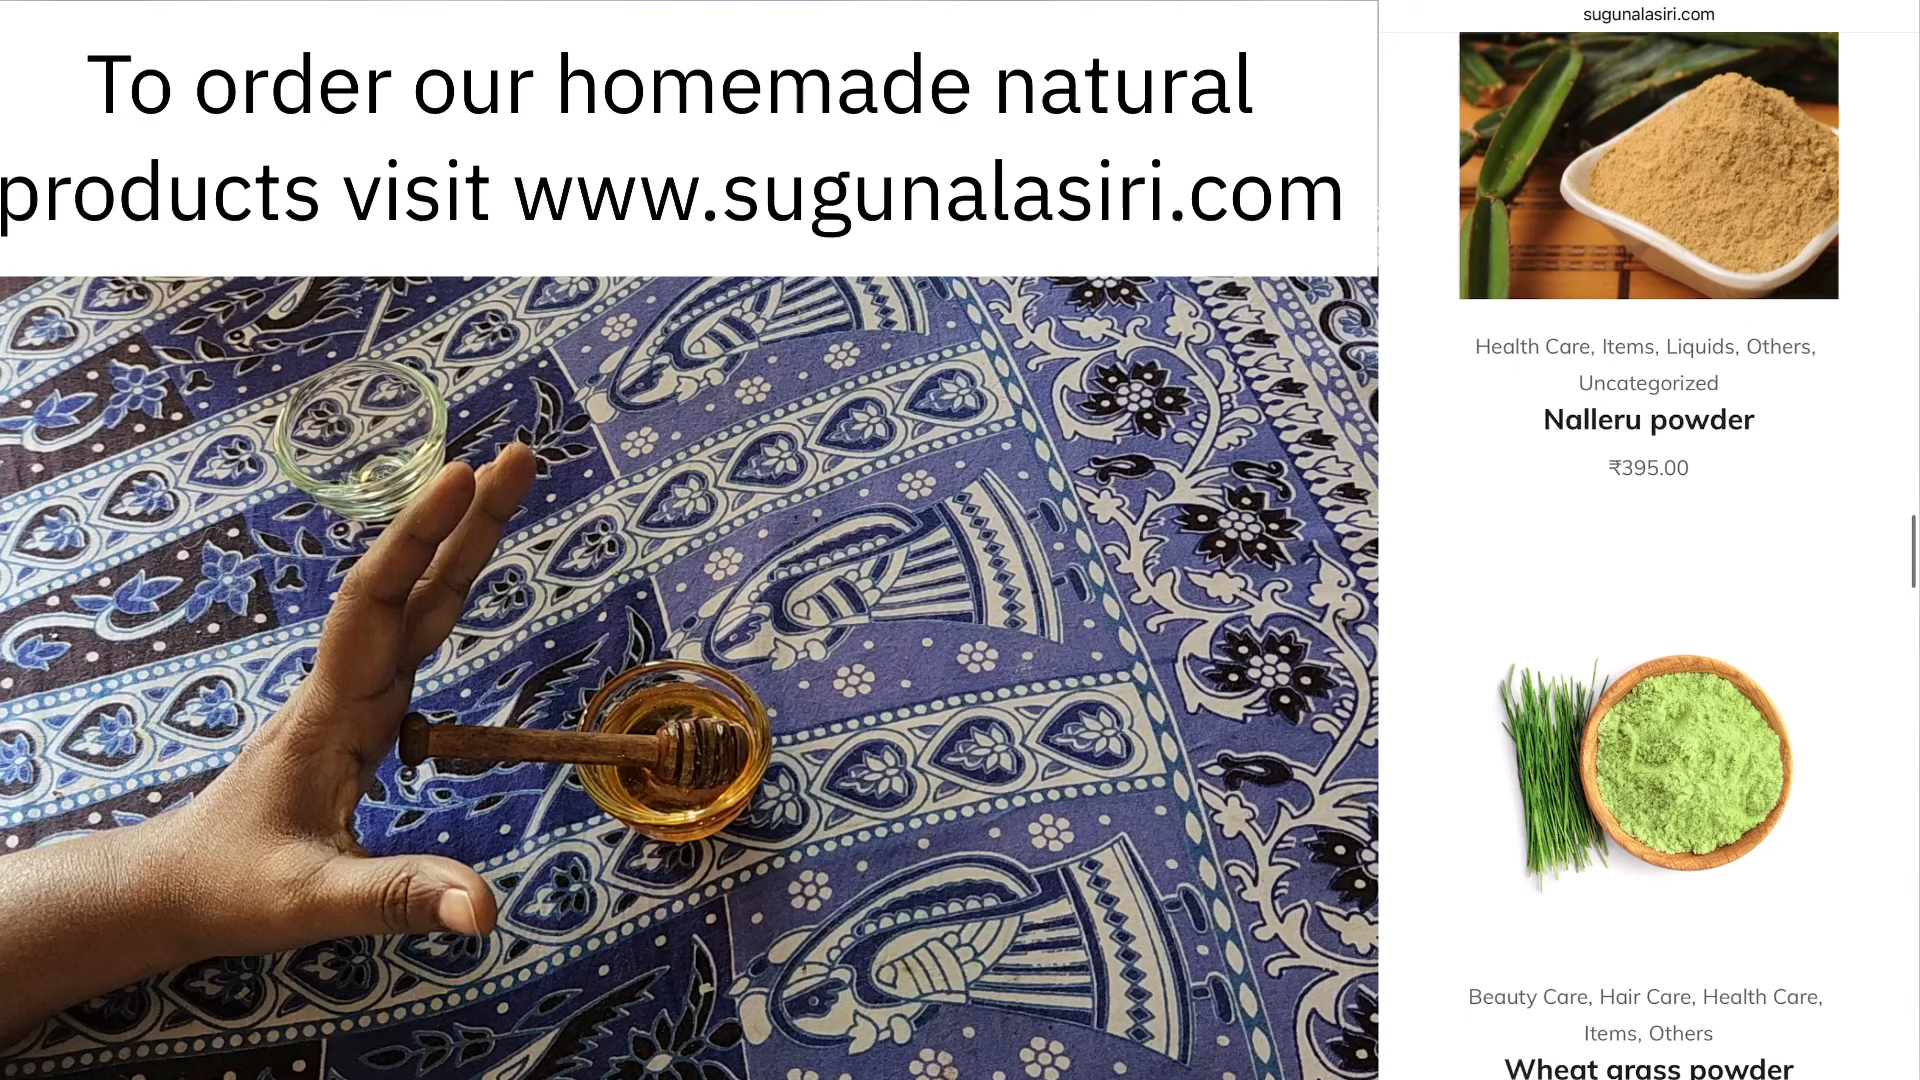 To order our homemade natural
products visit www.sugunalasiri.com
sugunalasiri.com
Health Care, Items, Liquids, Others,
Uncategorized
Nalleru powder
₹395.00
Beauty Care, Hair Care, Health Care,
Items, Others
Wheat grass powder